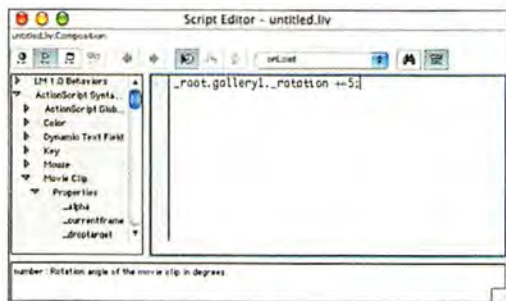 Script Editor - untitled.liv
untitled.liv:Composition
onLoad
LM 1.0 Behaviors
ActionScript Synta...
ActionScript Glob...
Color
Dynamic Text Field
Key
Mouse
Movie Clip
Properties
_alpha
_currentframe
_droptarget
_root.gallery1._rotation +=5;
number : Rotation angle of the movie clip in degrees